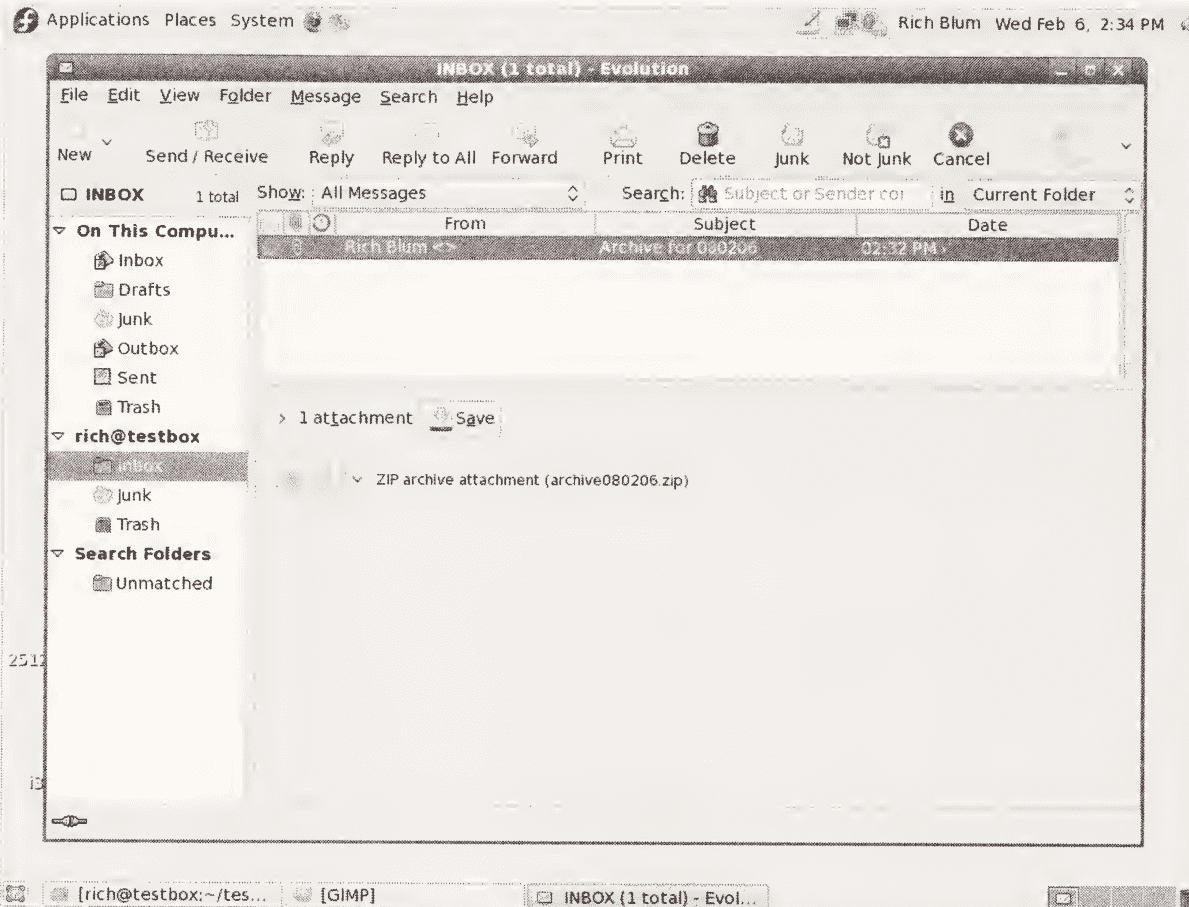 Applications Places System Rich Blum Wed Feb 6, 2:34 PM
INBOX (1 total) - Evolution
File Edit View Folder Message Search Help
New Send / Receive Reply Reply to All Forward Print Delete Junk Not Junk Cancel
INBOX 1 total Show: All Messages Search: Subject or Sender coi in Current Folder
From Subject Date
Rich Blum <> Archive for 080206 02:32 PM
On This Compu...
Inbox
Drafts
Junk
Outbox
Sent
Trash
rich@testbox
Inbox
Junk
Trash
Search Folders
Unmatched
1 attachment Save
ZIP archive attachment (archive080206.zip)
2512
i3
[rich@testbox:~/tes... [GIMP] INBOX (1 total) - Evol...